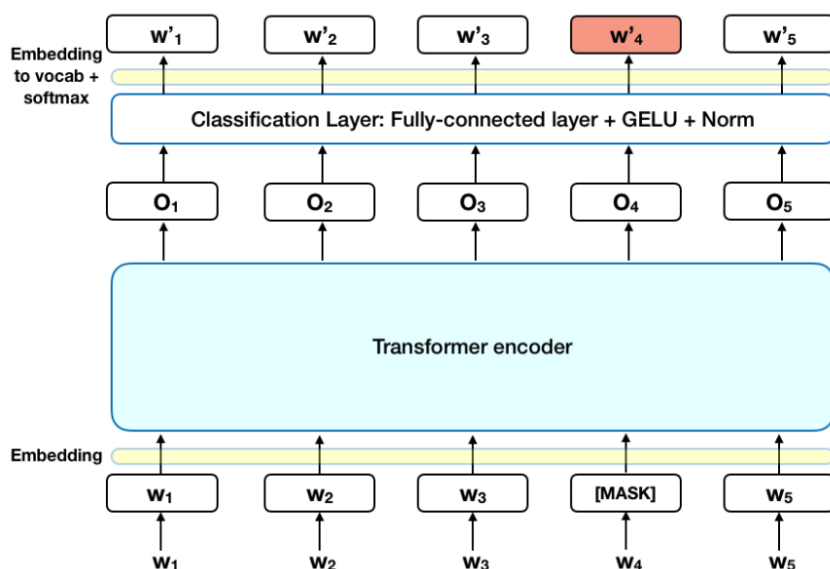 w'₁ w'₂ w'₃ w'₄ w'₅
Embedding
to vocab +
softmax
Classification Layer: Fully-connected layer + GELU + Norm
O₁ O₂ O₃ O₄ O₅
Transformer encoder
Embedding
w₁ w₂ w₃ [MASK] w₅
w₁ w₂ w₃ w₄ w₅